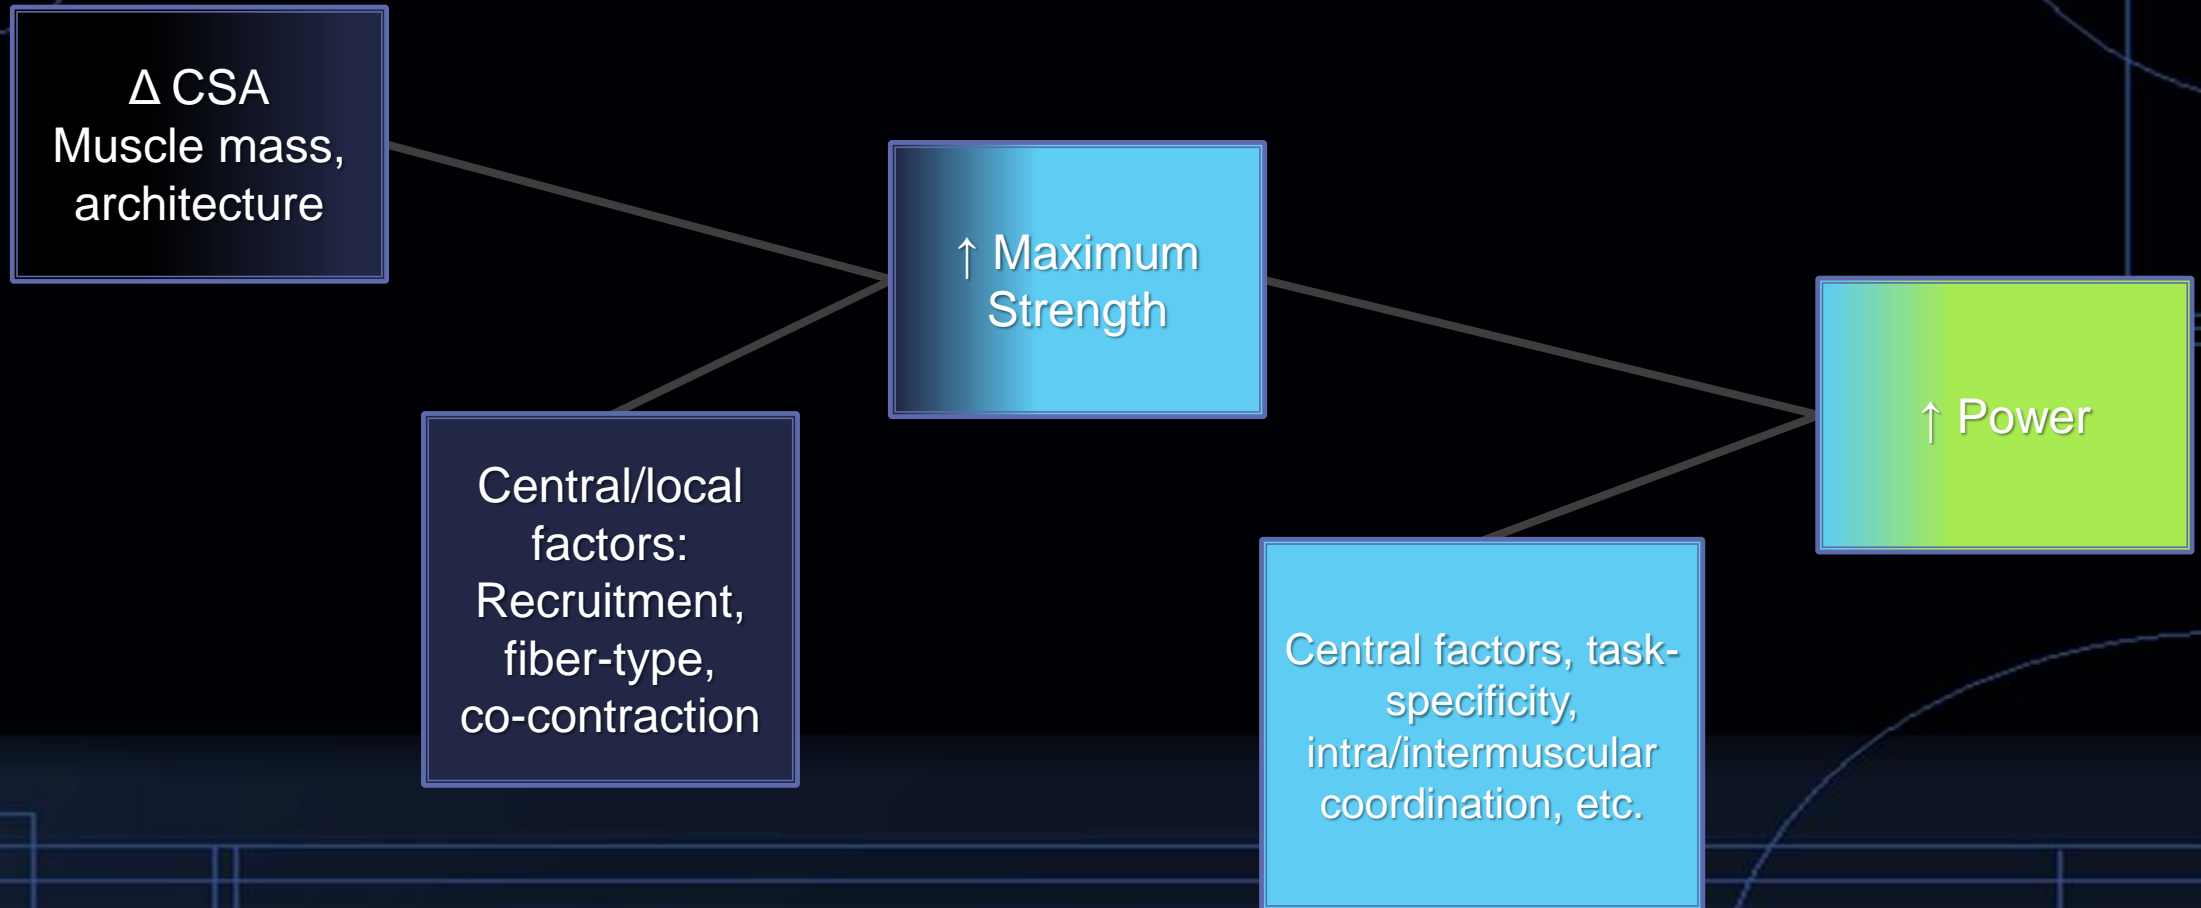 Δ CSA
Muscle mass,
architecture
↑ Maximum
Strength
↑ Power
Central/local
factors:
Recruitment,
fiber-type,
co-contraction
Central factors, task-
specificity,
intra/intermuscular
coordination, etc.